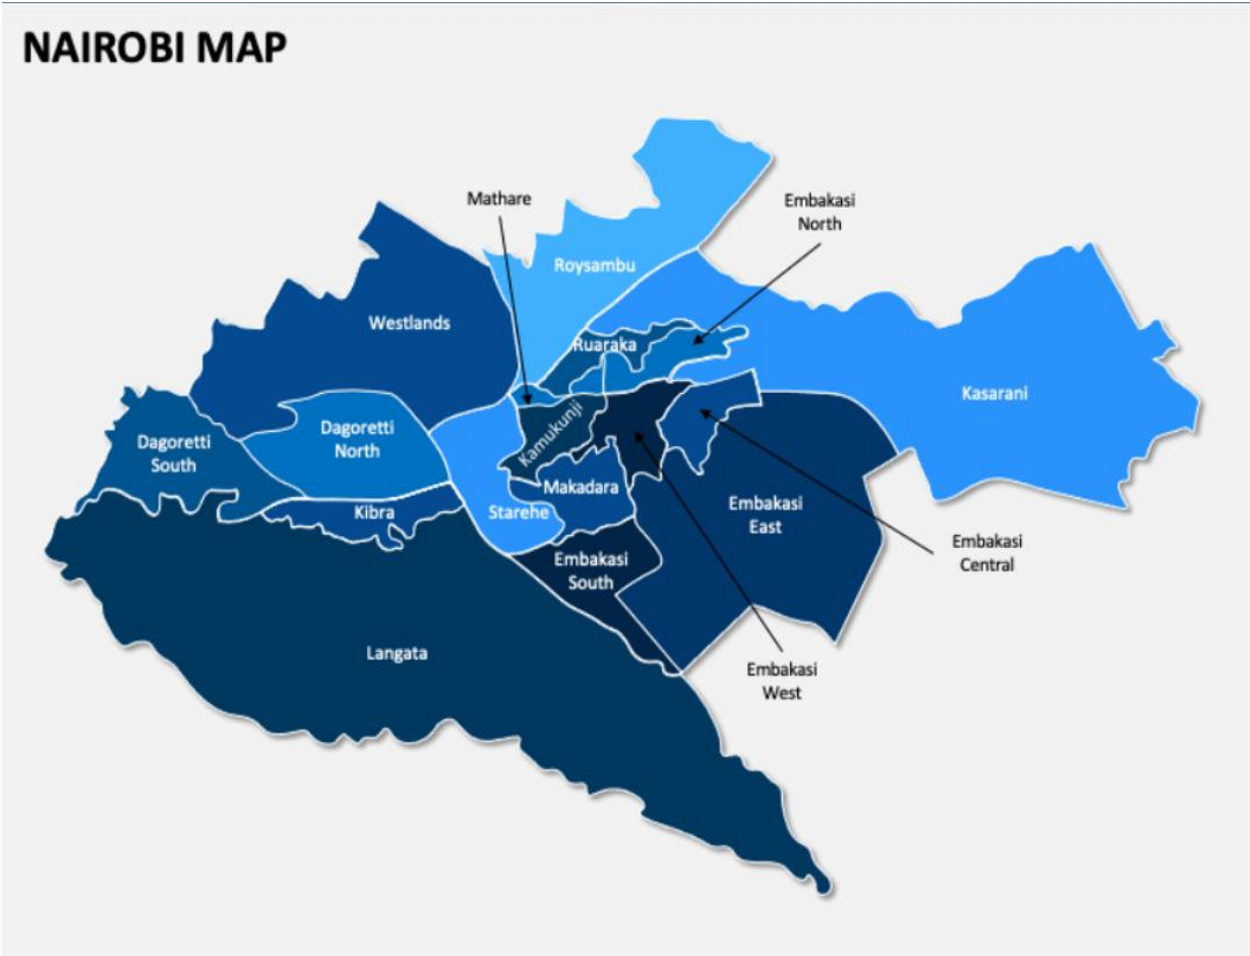 NAIROBI MAP
Mathare
Embakasi
North
Roysambu
Westlands
Ruaraka
Kasarani
Dagoretti
North
Dagoretti
South
Kamukunji
Makadara
Kibra
Starehe
Embakasi
East
Embakasi
Central
Embakasi
South
Langata
Embakasi
West